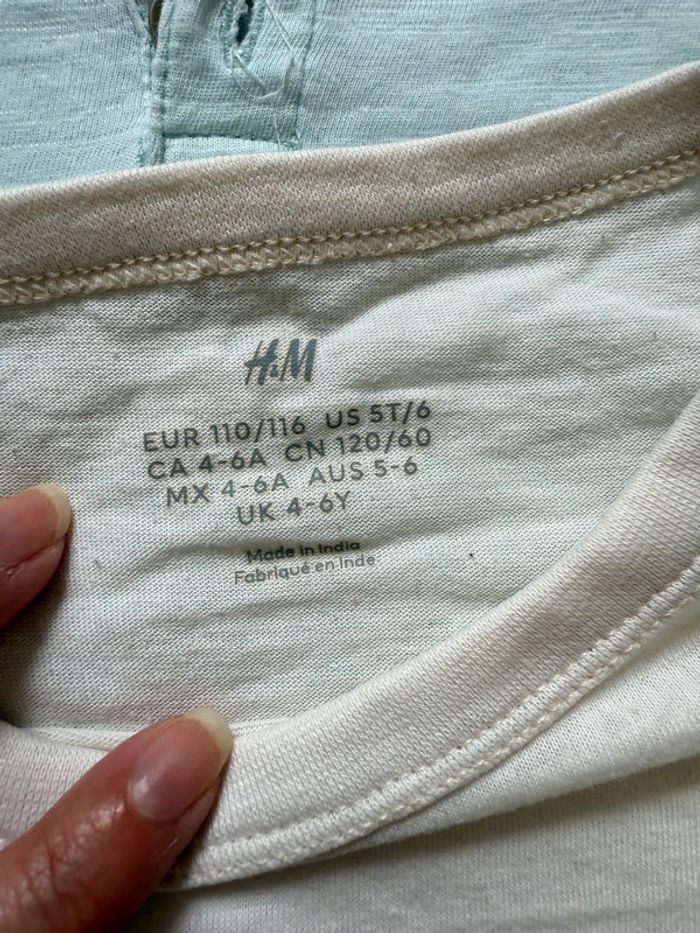 H&M
EUR 110/116 US 5T/6
CA 4-6A CN 120/60
MX 4-6A AUS 5-6
UK 4-6Y
Made in India
Fabriqué en Inde